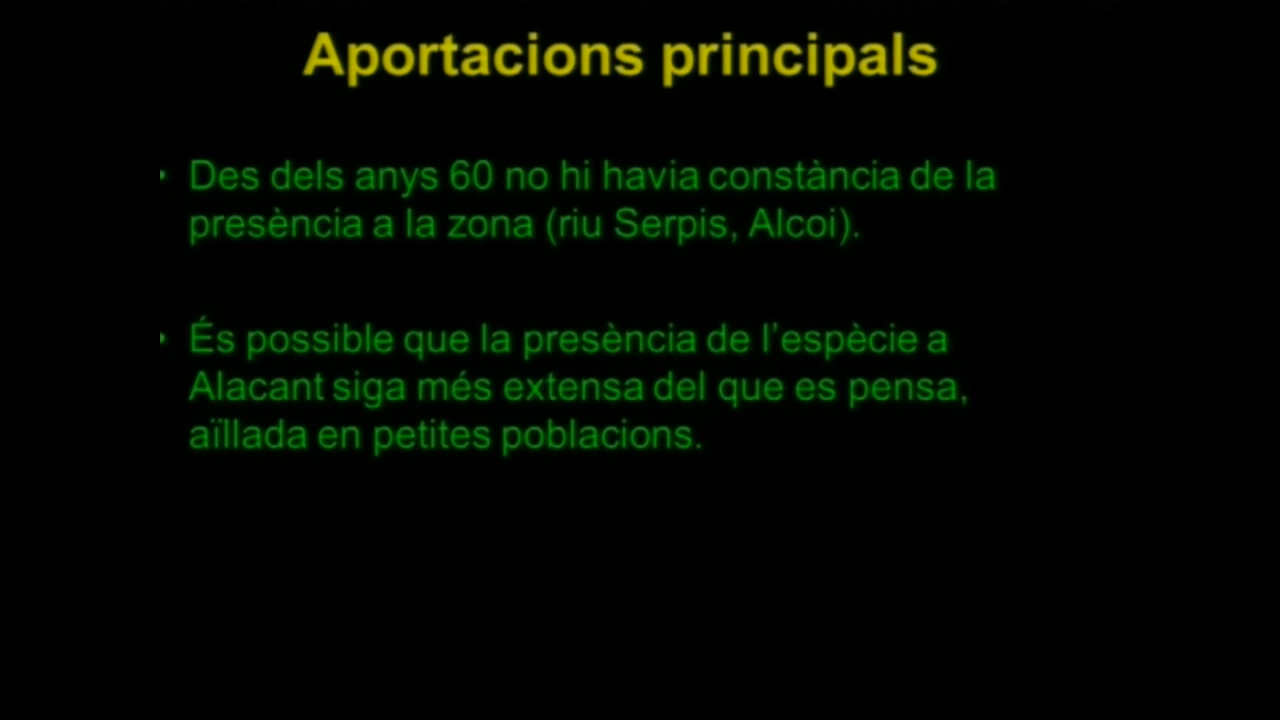 Aportacions principals
• Des dels anys 60 no hi havia constància de la
presència a la zona (riu Serpis, Alcoi).
• És possible que la presència de l’espècie a
Alacant siga més extensa del que es pensa,
aïllada en petites poblacions.